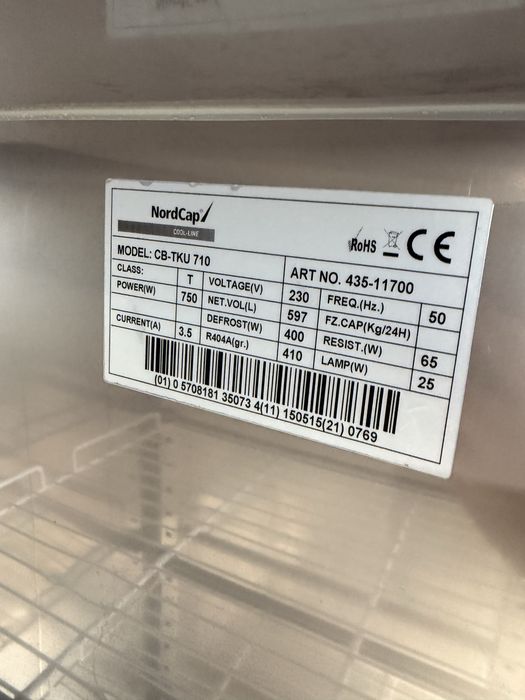 NordCap
COOL-LINE
RoHS CE
MODEL: CB-TKU 710 ART NO. 435-11700
CLASS: T VOLTAGE(V) 230 FREQ.(Hz.) 50
POWER(W) 750 NET.VOL(L) 597 FZ.CAP(Kg/24H)
DEFROST(W) 400 RESIST.(W) 65
CURRENT(A) 3.5 R404A(gr.) 410 LAMP(W) 25
(01) 0 5708181 35073 4(11) 150515(21) 0769